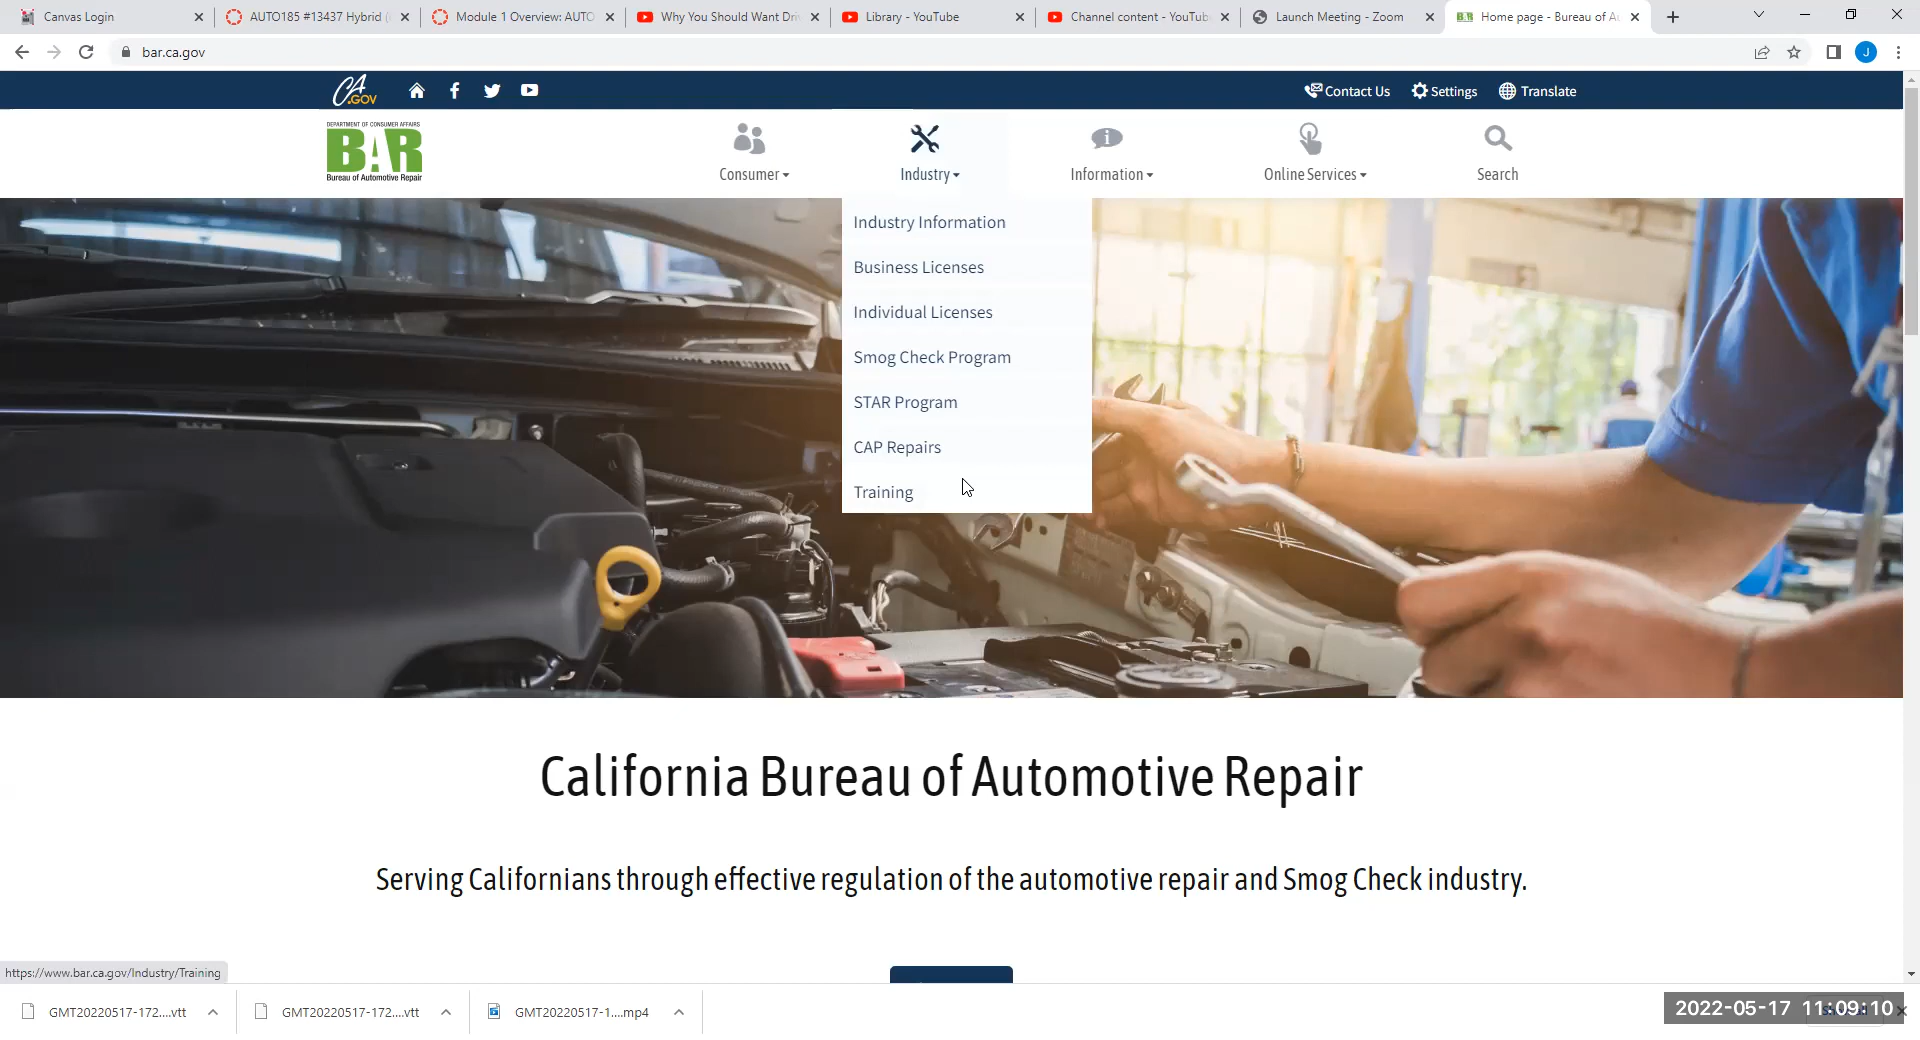 Canvas Login
AUTO185 #13437 Hybrid (
Module 1 Overview: AUTO
Why You Should Want Dri
Library - YouTube
Channel content - YouTub
Launch Meeting - Zoom
Home page - Bureau of Au
bar.ca.gov
J
CA
.GOV
Contact Us
Settings
Translate
DEPARTMENT OF CONSUMER AFFAIRS
BAR
Bureau of Automotive Repair
Consumer
Industry
Information
Online Services
Search
Industry Information
Business Licenses
Individual Licenses
Smog Check Program
STAR Program
CAP Repairs
Training
California Bureau of Automotive Repair
Serving Californians through effective regulation of the automotive repair and Smog Check industry.
https://www.bar.ca.gov/Industry/Training
GMT20220517-172....vtt
GMT20220517-172....vtt
GMT20220517-1....mp4
2022-05-17 11:09:10